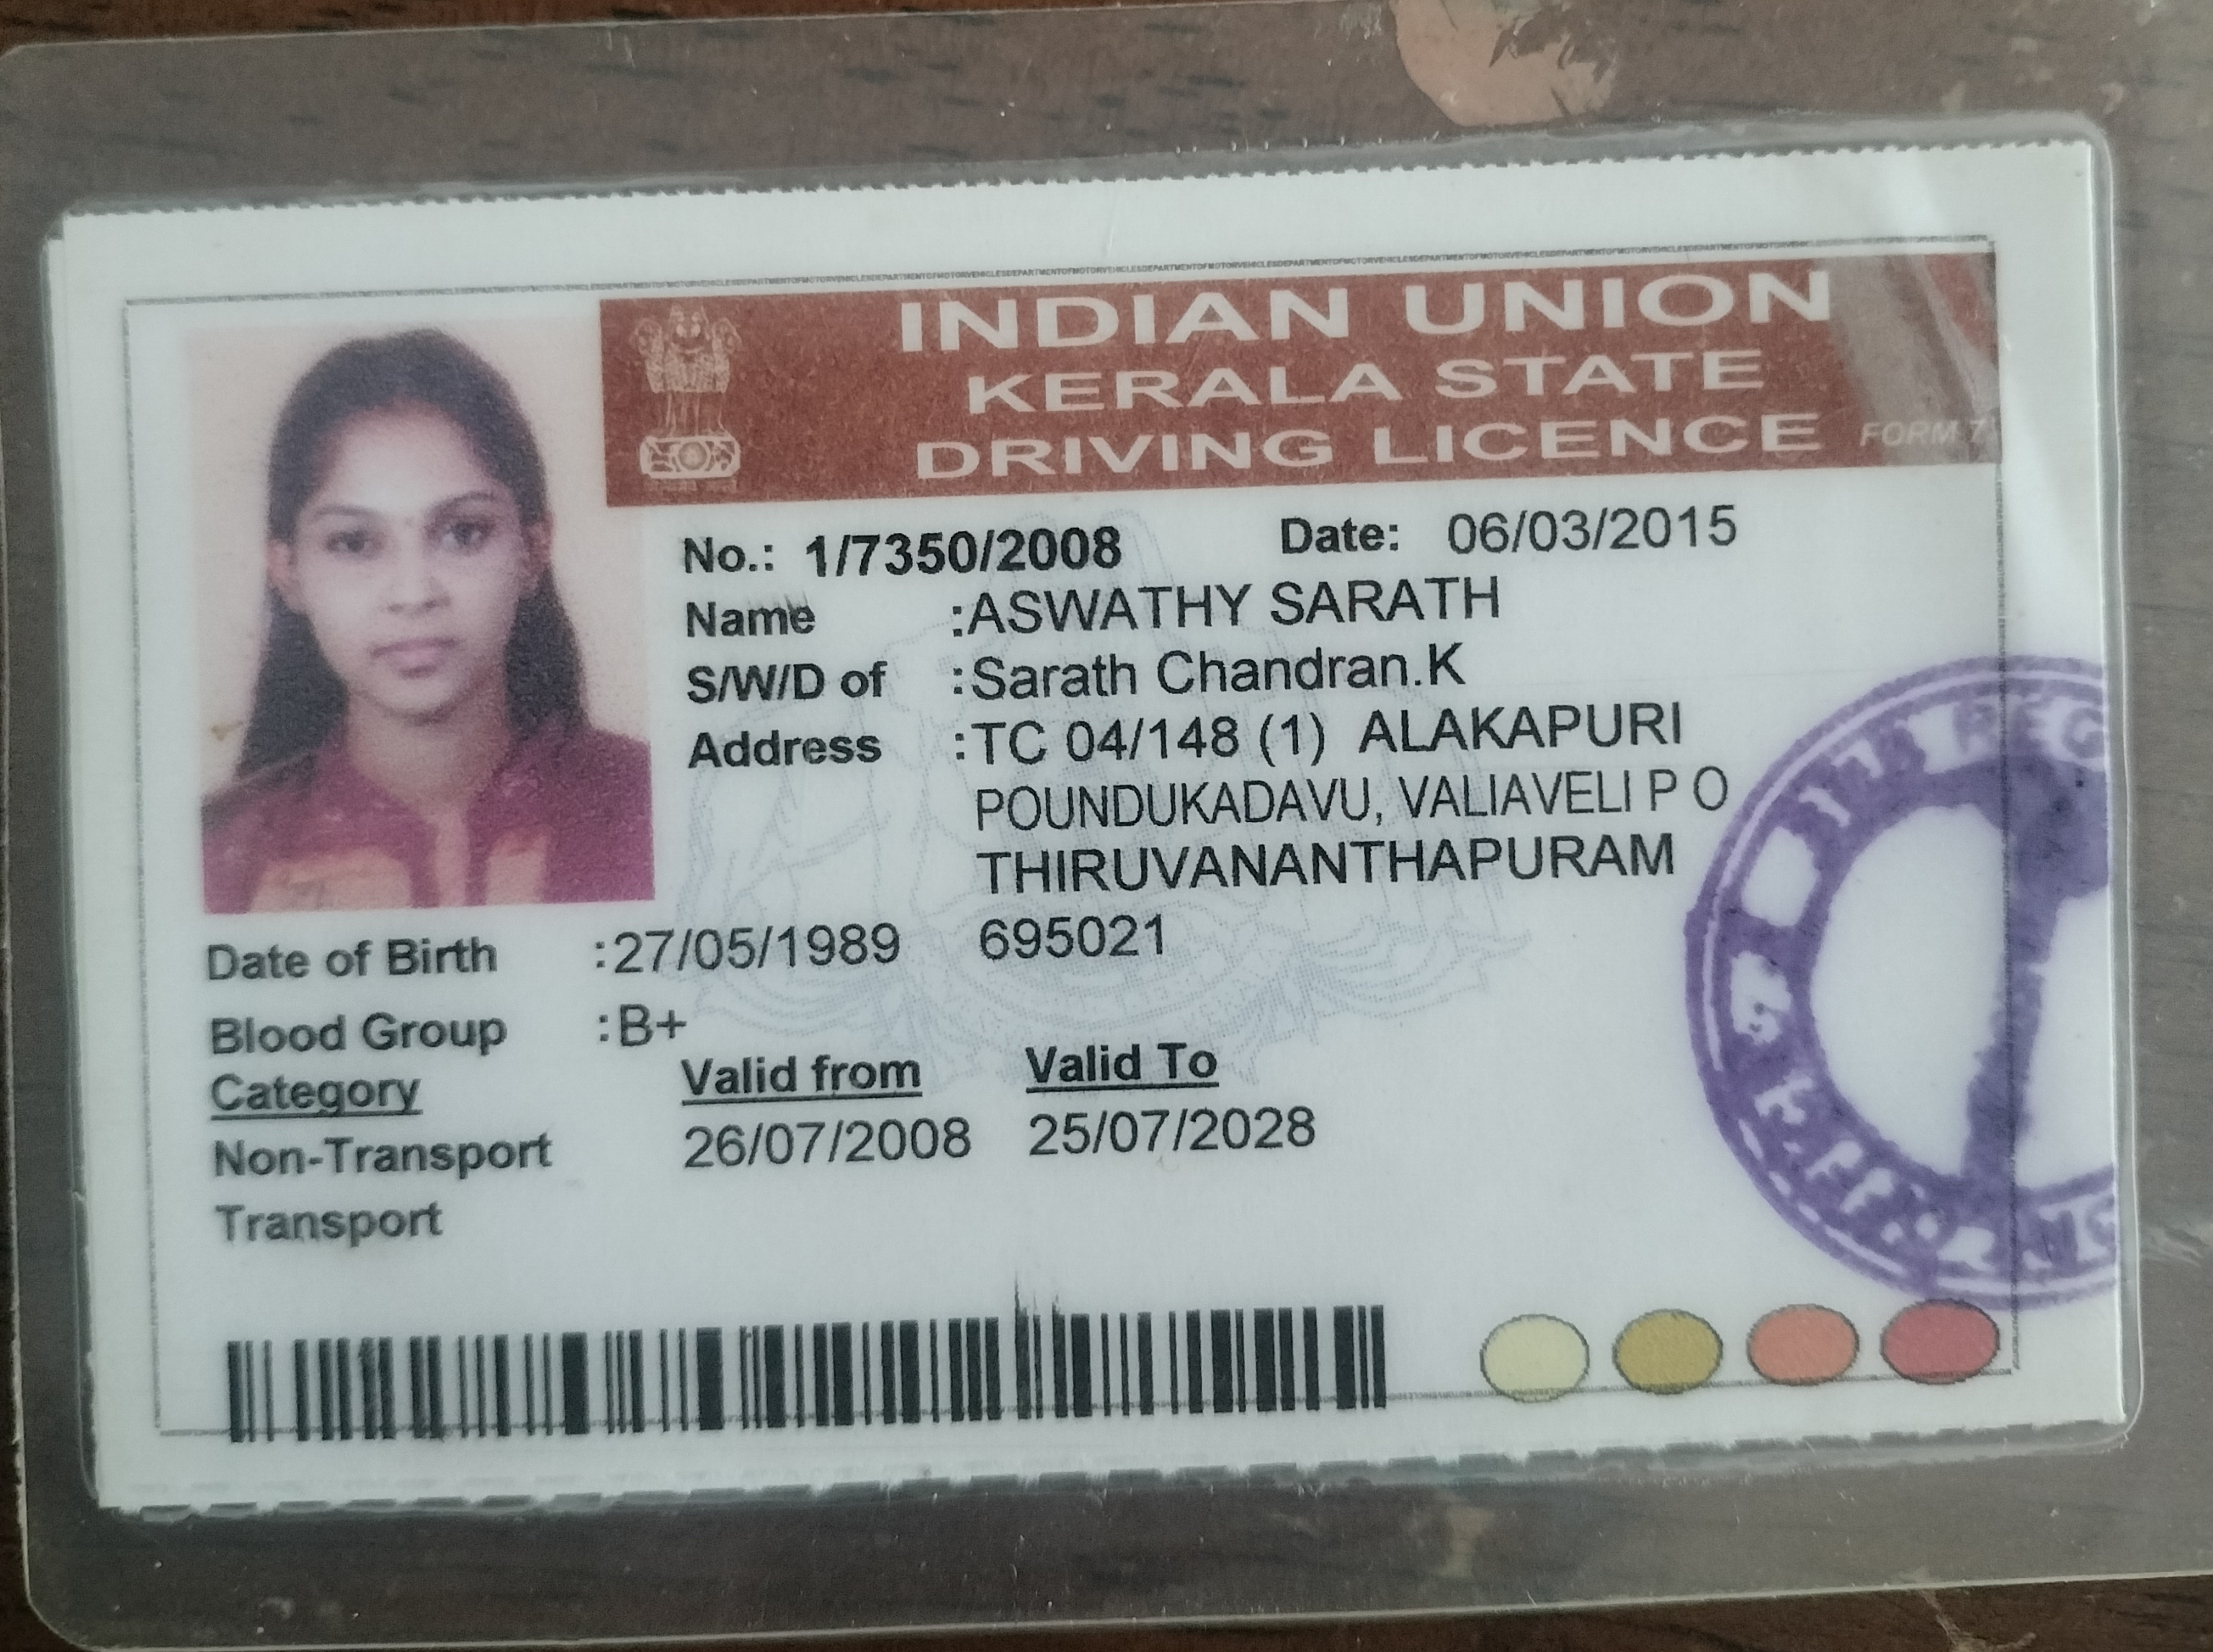 INDIAN UNION
KERALA STATE
DRIVING LICENCE FORM 7
No.: 1/7350/2008 Date: 06/03/2015
Name :ASWATHY SARATH
S/W/D of :Sarath Chandran.K
Address :TC 04/148 (1) ALAKAPURI
POUNDUKADAVU, VALIAVELI P O
THIRUVANANTHAPURAM
Date of Birth :27/05/1989 695021
Blood Group :B+
Category Valid from Valid To
Non-Transport 26/07/2008 25/07/2028
Transport